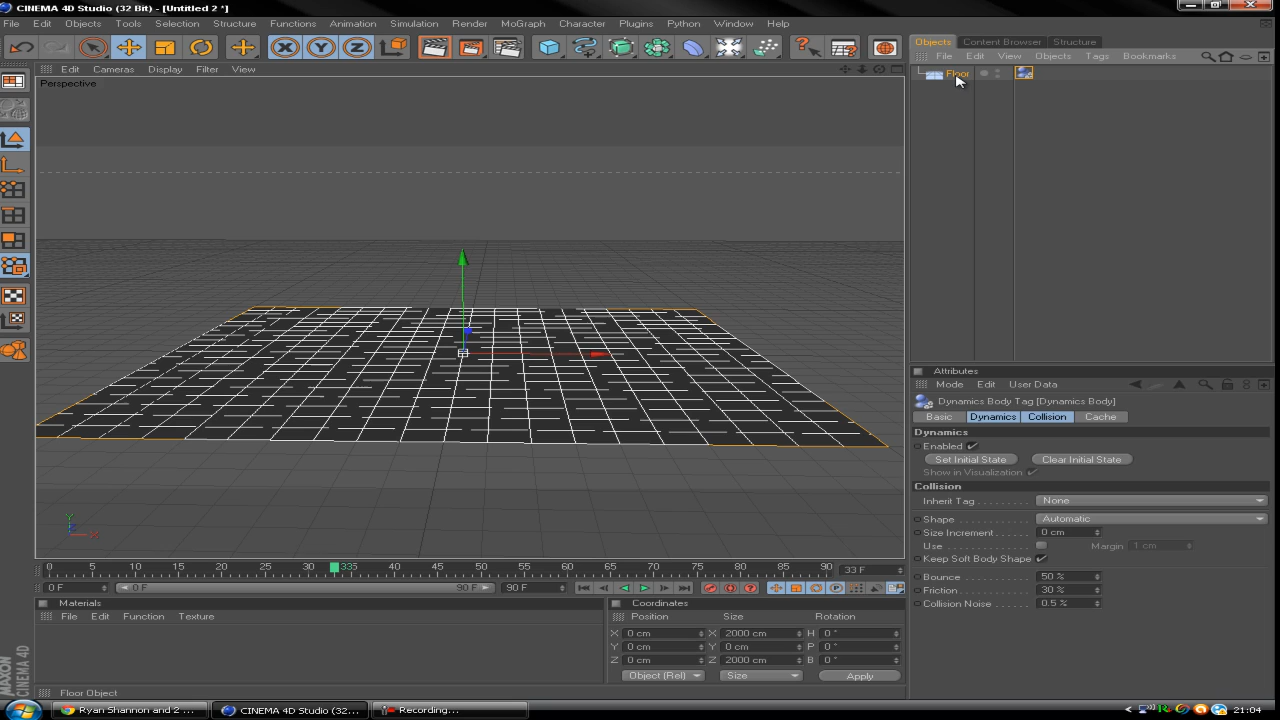 CINEMA 4D Studio (32 Bit) - [Untitled 2 *]
File Edit Objects Tools Selection Structure Functions Animation Simulation Render MoGraph Character Plugins Python Window Help
Objects Content Browser Structure
File Edit View Objects Tags Bookmarks
Edit Cameras Display Filter View
Perspective
Floor
Y
Z
X
Attributes
Mode Edit User Data
Dynamics Body Tag [Dynamics Body]
Basic Dynamics Collision Cache
Dynamics
Enabled
Set Initial State Clear Initial State
Show in Visualization
Collision
Inherit Tag None
Shape Automatic
Size Increment 0 cm
Use Margin 1 cm
Keep Soft Body Shape
Bounce 50 %
Friction 30 %
Collision Noise 0.5 %
0 5 10 15 20 25 30 335 40 45 50 55 60 65 70 75 80 85 90 33 F
0 F 0 F 90 F 90 F
Materials
File Edit Function Texture
Coordinates
Position Size Rotation
X 0 cm X 2000 cm H 0 °
Y 0 cm Y 0 cm P 0 °
Z 0 cm Z 2000 cm B 0 °
Object (Rel) Size Apply
MAXON CINEMA 4D
Floor Object
Ryan Shannon and 2 ... CINEMA 4D Studio (32... Recording... 21:04